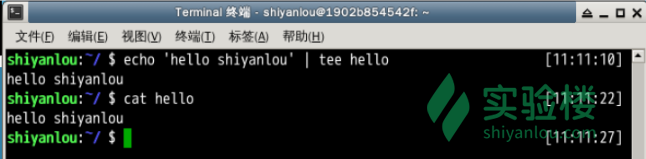 Terminal 终端 - shiyanlou@1902b854542f: ~
文件(F) 编辑(E) 视图(V) 终端(T) 标签(A) 帮助(H)
shiyanlou:~/ $ echo 'hello shiyanlou' | tee hello [11:11:10]
hello shiyanlou
shiyanlou:~/ $ cat hello [11:11:22]
hello shiyanlou
shiyanlou:~/ $ [11:11:27]
实验楼
shiyanlou.com